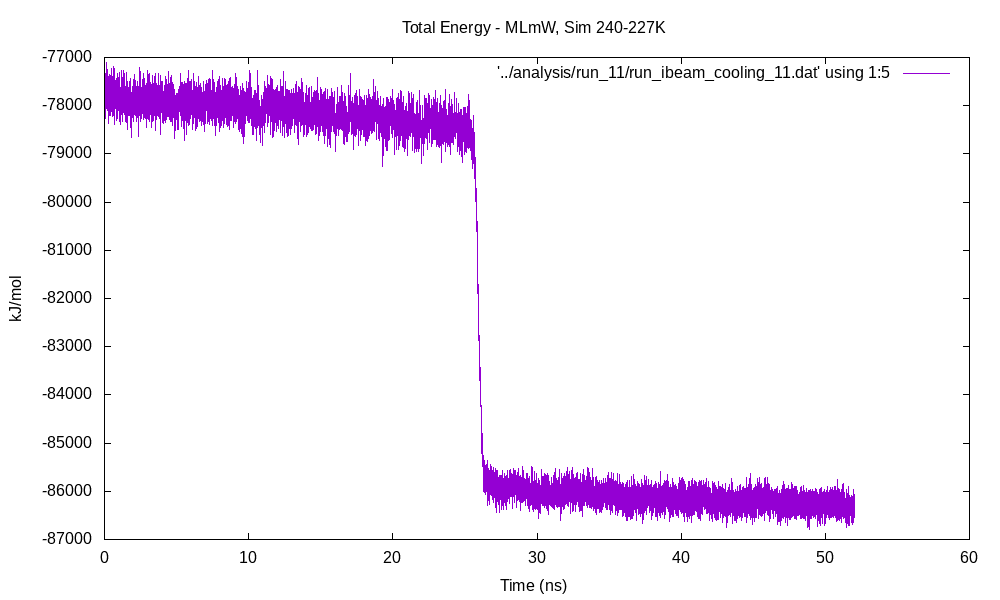 Total Energy - MLmW, Sim 240-227K
'../analysis/run_11/run_ibeam_cooling_11.dat' using 1:5
-77000
-78000
-79000
-80000
-81000
-82000
-83000
-84000
-85000
-86000
-87000
kJ/mol
0 10 20 30 40 50 60
Time (ns)